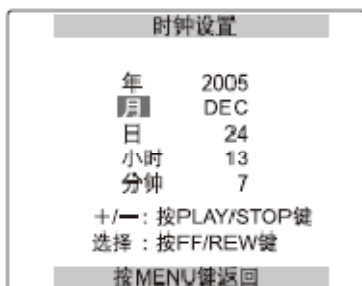 时钟设置
年 2005
月 DEC
日 24
小时 13
分钟 7
+/-：按PLAY/STOP键
选择：按FF/REW键
按MENU键返回